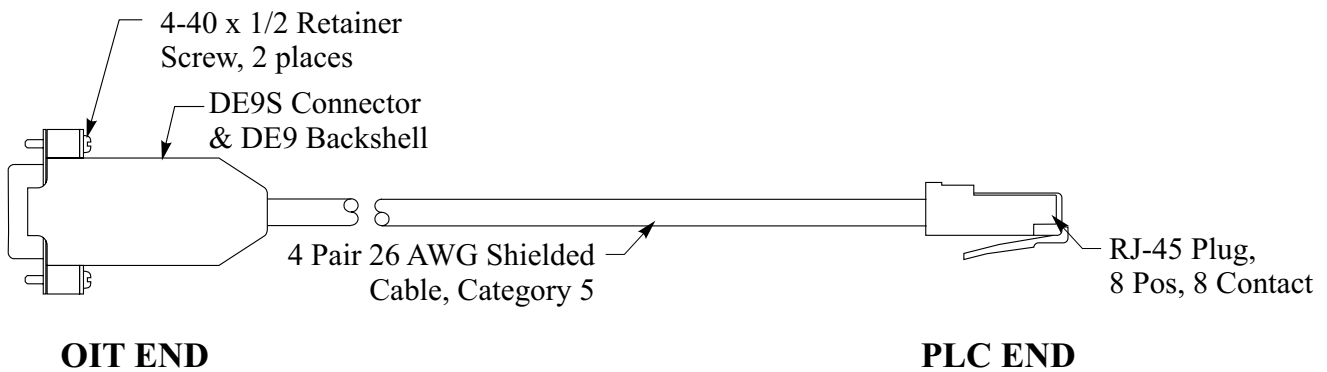 4-40 x 1/2 Retainer
Screw, 2 places
DE9S Connector
& DE9 Backshell
4 Pair 26 AWG Shielded
Cable, Category 5
RJ-45 Plug,
8 Pos, 8 Contact
OIT END
PLC END